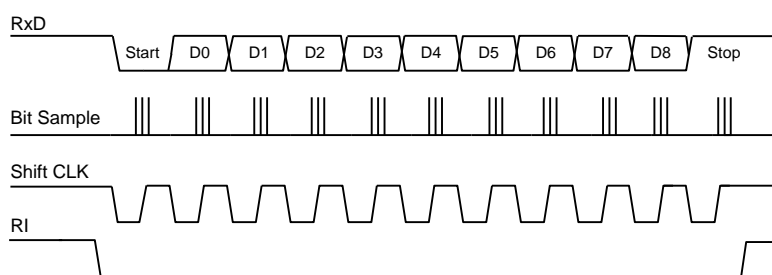 RxD
Start D0 D1 D2 D3 D4 D5 D6 D7 D8 Stop
Bit Sample
Shift CLK
RI